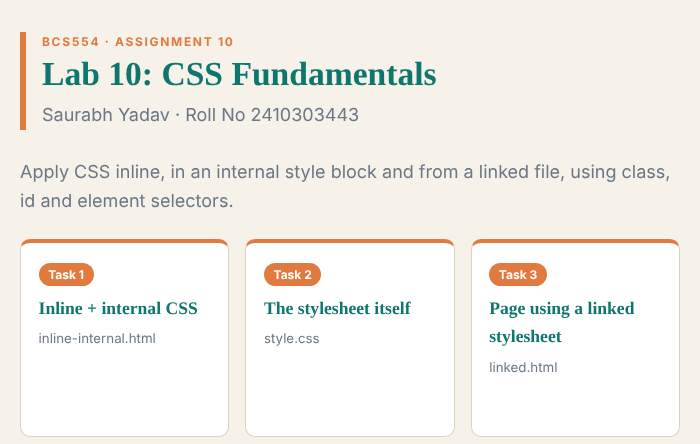 BCS554 · ASSIGNMENT 10
Lab 10: CSS Fundamentals
Saurabh Yadav · Roll No 2410303443
Apply CSS inline, in an internal style block and from a linked file, using class,
id and element selectors.
Task 1
Inline + internal CSS
inline-internal.html
Task 2
The stylesheet itself
style.css
Task 3
Page using a linked
stylesheet
linked.html